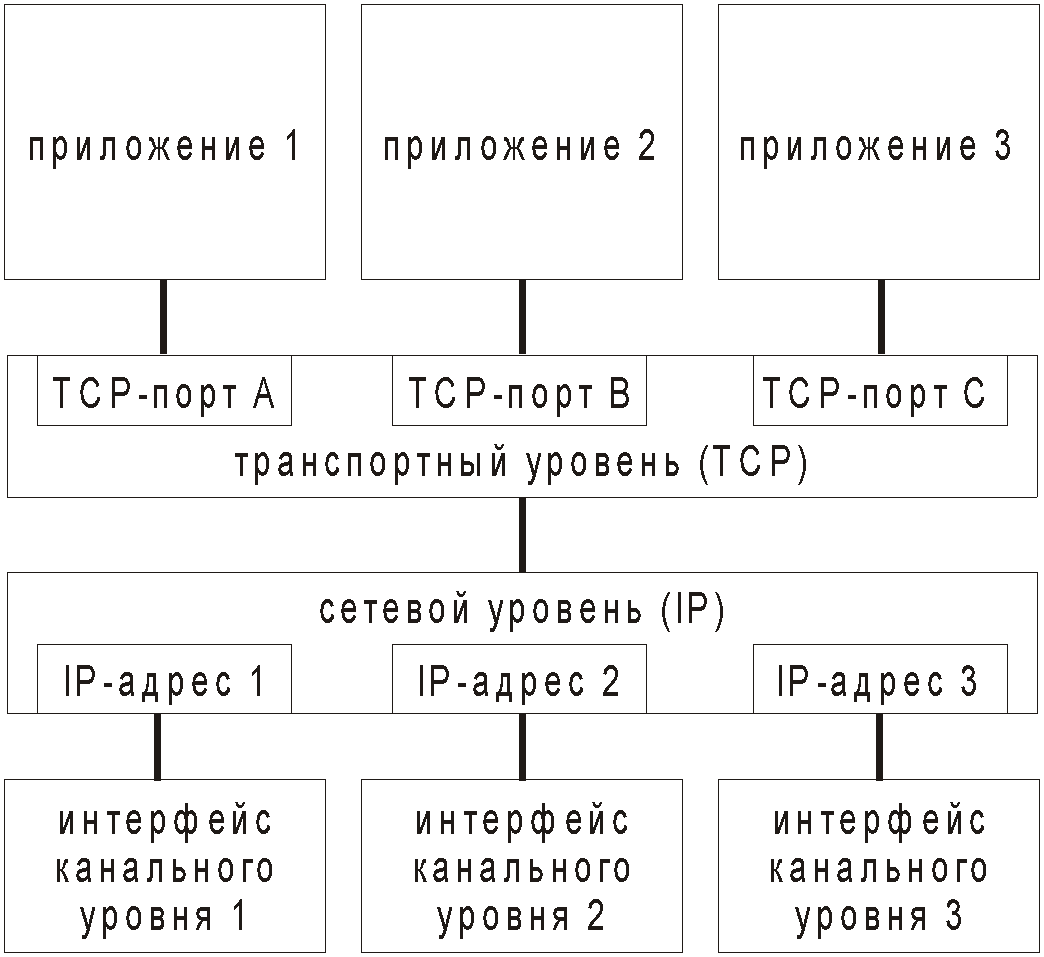 приложение 1
приложение 2
приложение 3
TCP-порт A
TCP-порт B
TCP-порт C
транспортный уровень (TCP)
сетевой уровень (IP)
IP-адрес 1
IP-адрес 2
IP-адрес 3
интерфейс
канального
уровня 1
интерфейс
канального
уровня 2
интерфейс
канального
уровня 3